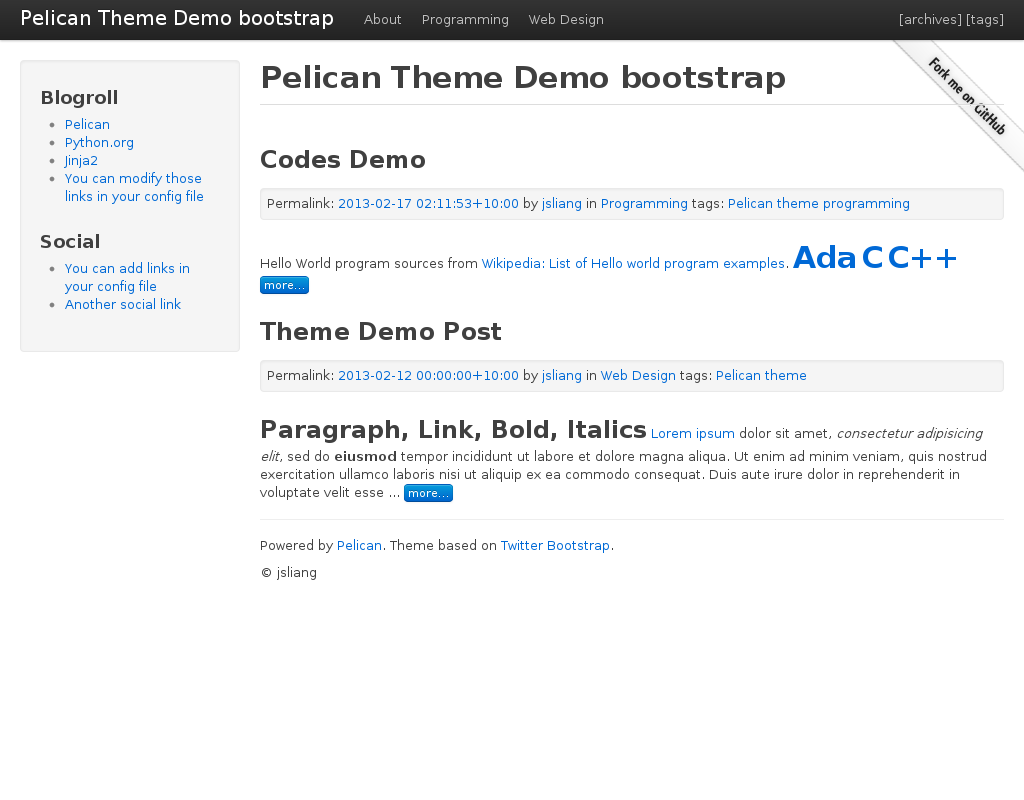 Pelican Theme Demo bootstrap About Programming Web Design [archives] [tags]
Fork me on GitHub
Blogroll
Pelican
Python.org
Jinja2
You can modify those
links in your config file
Social
You can add links in
your config file
Another social link
Pelican Theme Demo bootstrap
Codes Demo
Permalink: 2013-02-17 02:11:53+10:00 by jsliang in Programming tags: Pelican theme programming
Hello World program sources from Wikipedia: List of Hello world program examples. Ada C C++
more...
Theme Demo Post
Permalink: 2013-02-12 00:00:00+10:00 by jsliang in Web Design tags: Pelican theme
Paragraph, Link, Bold, Italics Lorem ipsum dolor sit amet, consectetur adipisicing
elit, sed do eiusmod tempor incididunt ut labore et dolore magna aliqua. Ut enim ad minim veniam, quis nostrud
exercitation ullamco laboris nisi ut aliquip ex ea commodo consequat. Duis aute irure dolor in reprehenderit in
voluptate velit esse ... more...
Powered by Pelican. Theme based on Twitter Bootstrap.
© jsliang